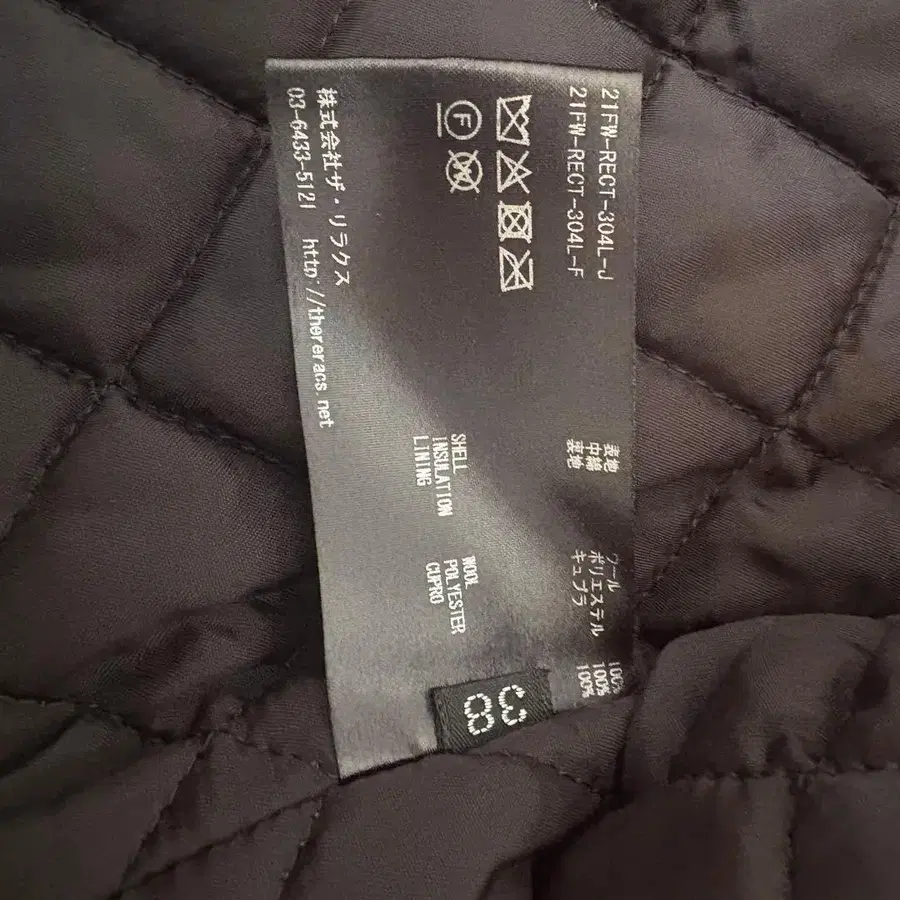 21FW-RECT-304L-J
21FW-RECT-304L-F
表地 ウール 100%
中綿 ポリエステル 100%
裏地 キュプラ 100%
F
SHELL WOOL
INSULATION POLYESTER
LINING CUPRO
株式会社ザ・リラクス
03-6433-5121 http://thereracs.net
38